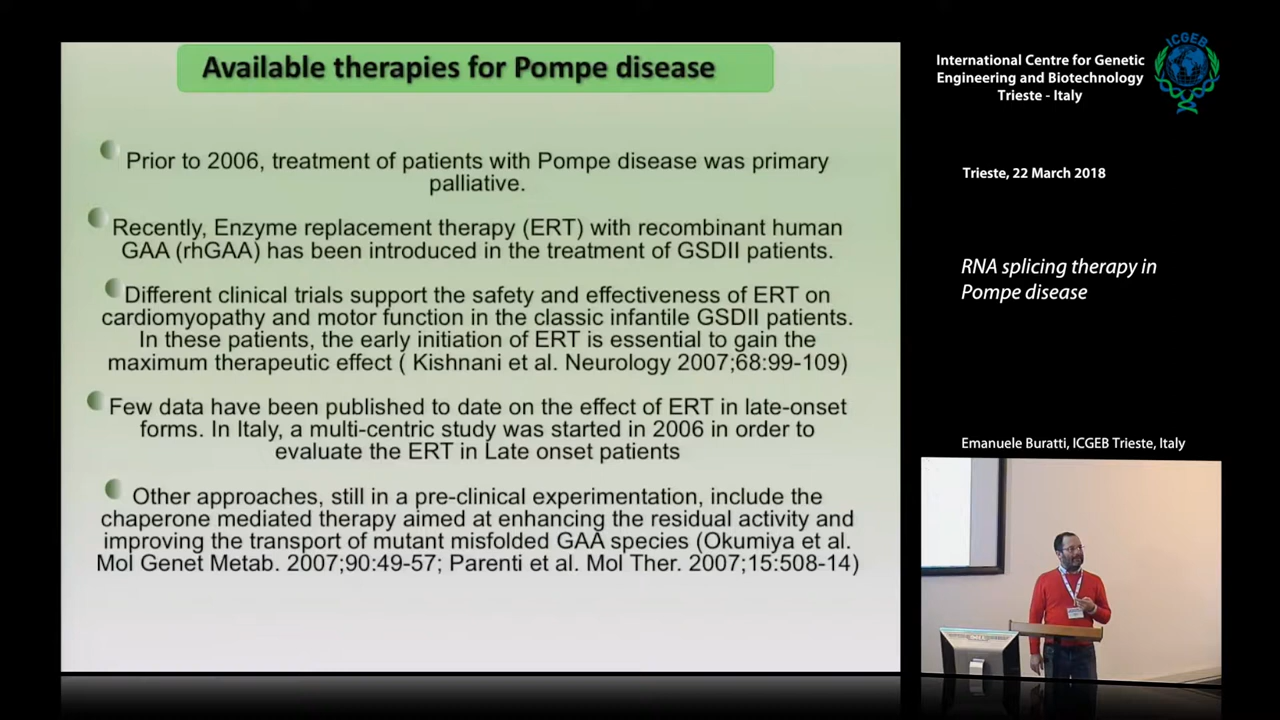 Available therapies for Pompe disease
Prior to 2006, treatment of patients with Pompe disease was primary
palliative.
Recently, Enzyme replacement therapy (ERT) with recombinant human
GAA (rhGAA) has been introduced in the treatment of GSDII patients.
Different clinical trials support the safety and effectiveness of ERT on
cardiomyopathy and motor function in the classic infantile GSDII patients.
In these patients, the early initiation of ERT is essential to gain the
maximum therapeutic effect ( Kishnani et al. Neurology 2007;68:99-109)
Few data have been published to date on the effect of ERT in late-onset
forms. In Italy, a multi-centric study was started in 2006 in order to
evaluate the ERT in Late onset patients
Other approaches, still in a pre-clinical experimentation, include the
chaperone mediated therapy aimed at enhancing the residual activity and
improving the transport of mutant misfolded GAA species (Okumiya et al.
Mol Genet Metab. 2007;90:49-57; Parenti et al. Mol Ther. 2007;15:508-14)
International Centre for Genetic
Engineering and Biotechnology
Trieste - Italy
ICGEB
Trieste, 22 March 2018
RNA splicing therapy in
Pompe disease
Emanuele Buratti, ICGEB Trieste, Italy
DELL